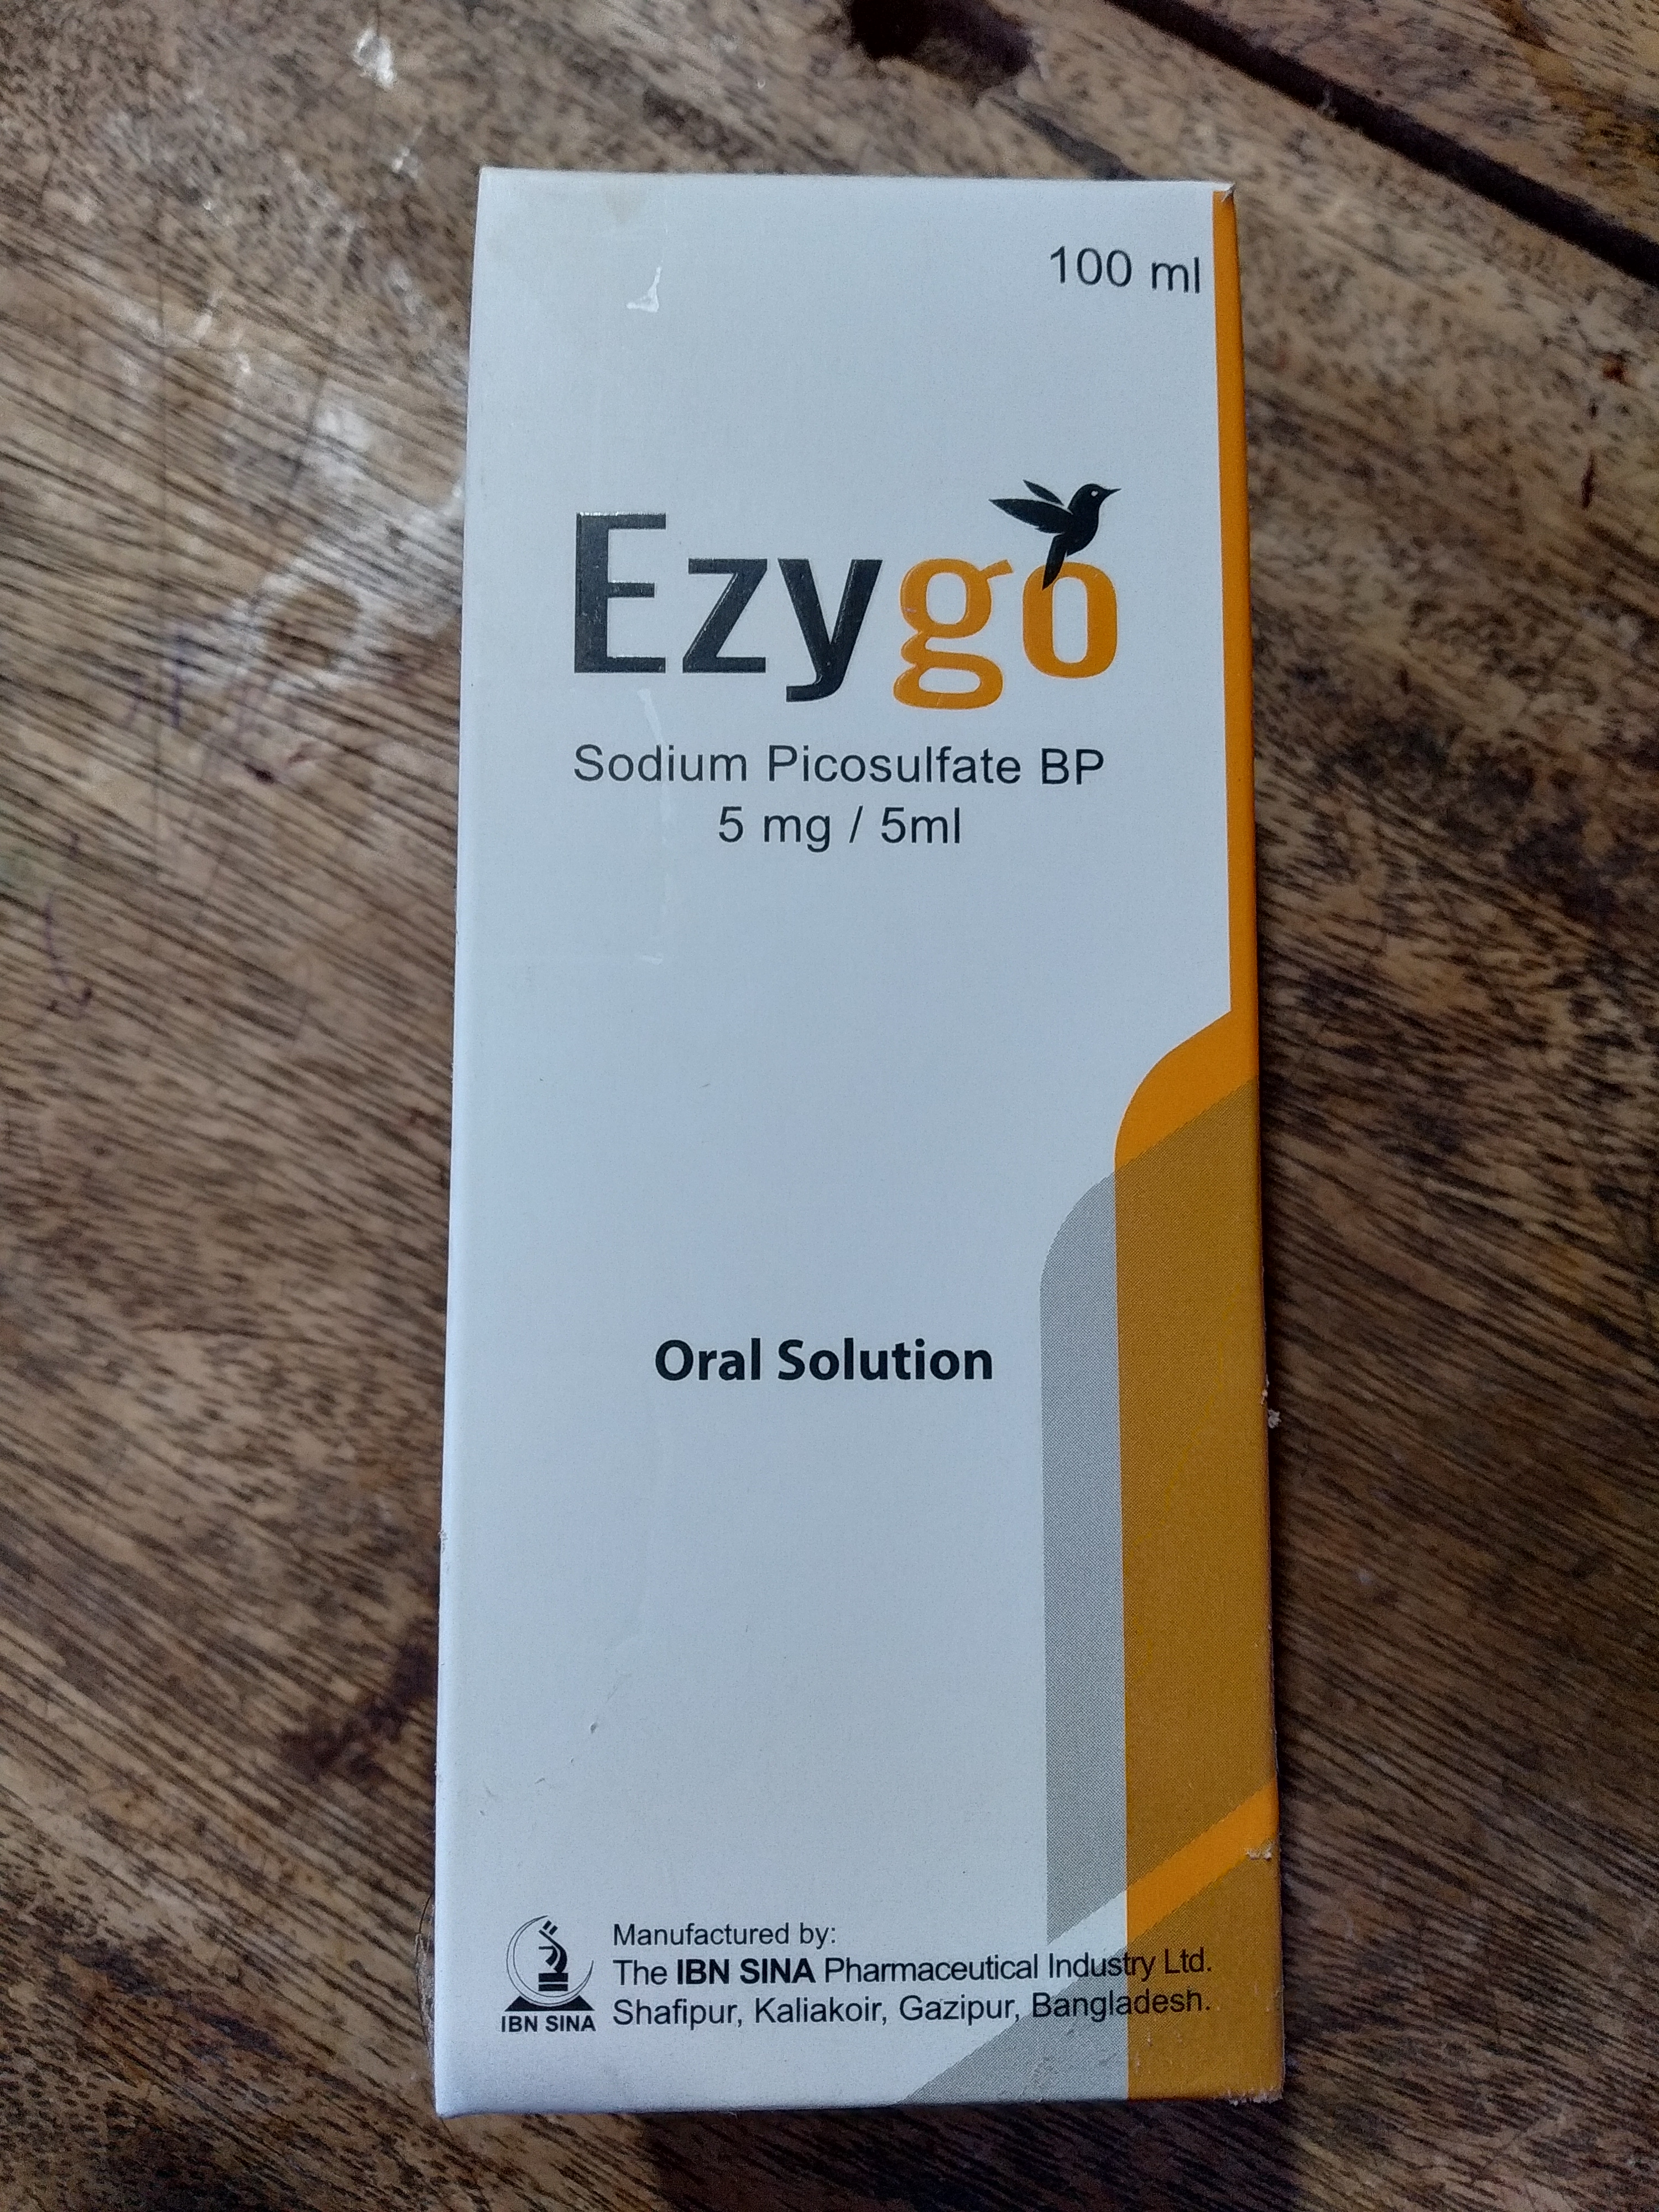 100 ml
Ezygo
Sodium Picosulfate BP
5 mg / 5ml
Oral Solution
Manufactured by:
The IBN SINA Pharmaceutical Industry Ltd.
Shafipur, Kaliakoir, Gazipur, Bangladesh.
IBN SINA